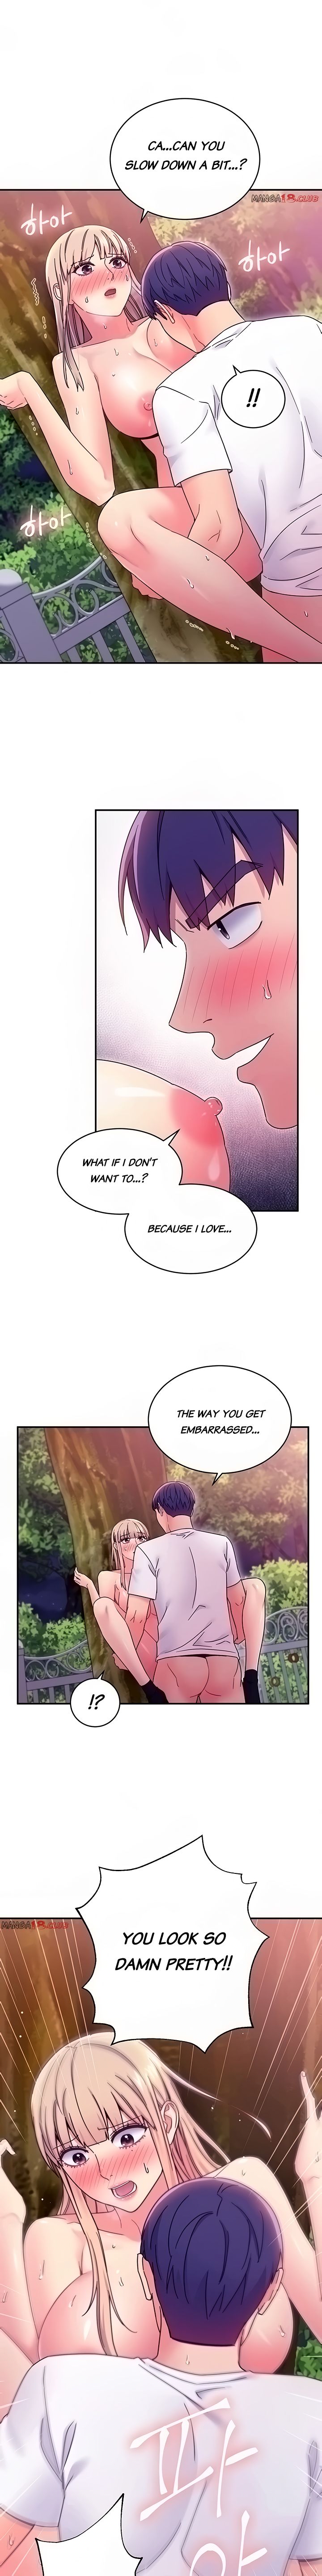 CA...CAN YOU
SLOW DOWN A BIT...?
MANGA18.CLUB
하아
하아
!!
하아
WHAT IF I DON'T
WANT TO...?
BECAUSE I LOVE...
THE WAY YOU GET
EMBARRASSED...
!?
MANGA18.CLUB
YOU LOOK SO
DAMN PRETTY!!
파